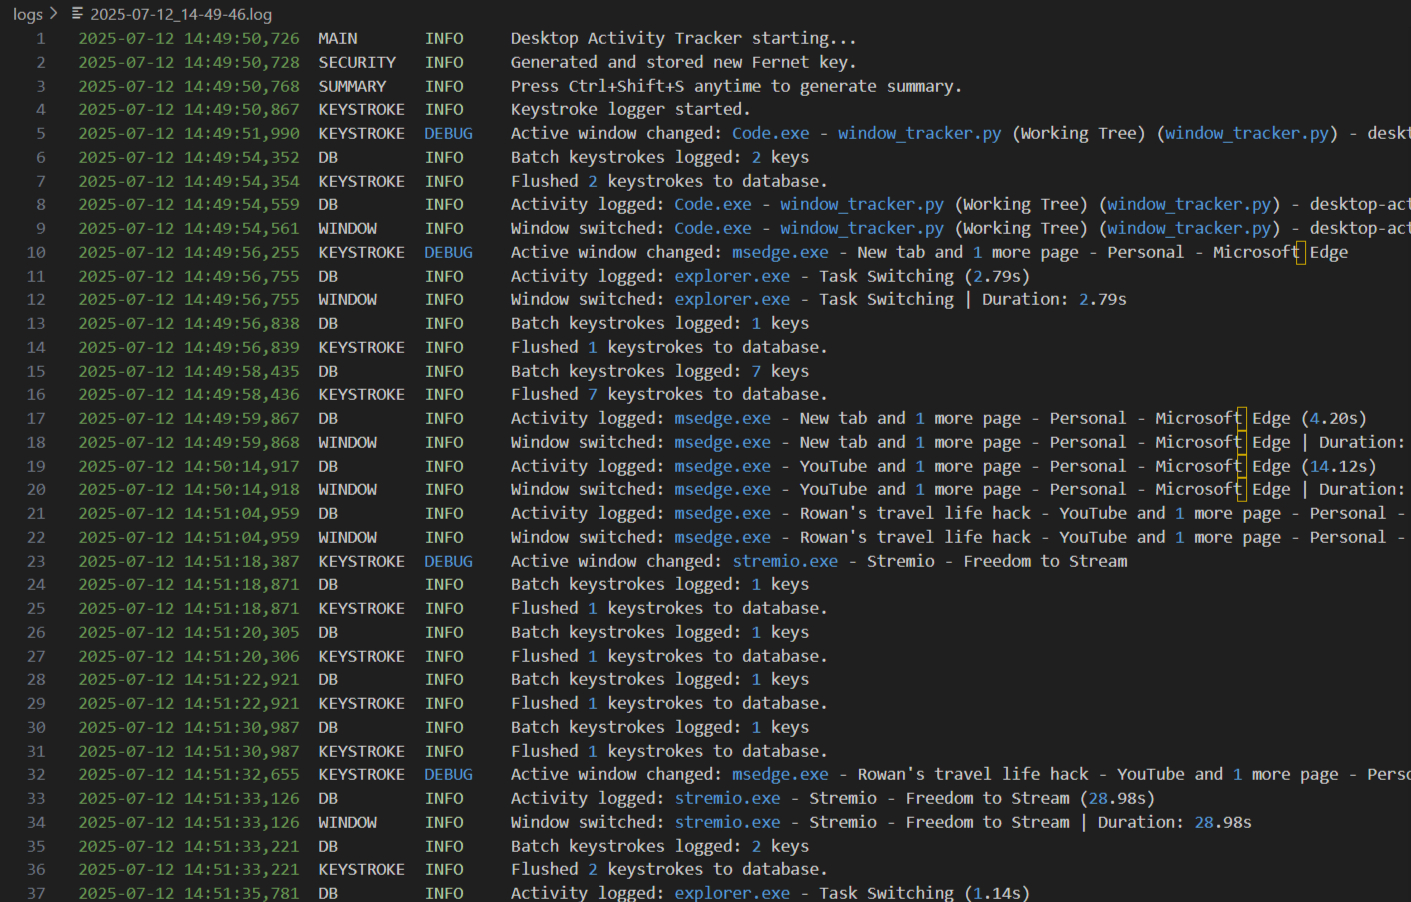 logs > 2025-07-12_14-49-46.log
1 2025-07-12 14:49:50,726 MAIN INFO Desktop Activity Tracker starting...
2 2025-07-12 14:49:50,728 SECURITY INFO Generated and stored new Fernet key.
3 2025-07-12 14:49:50,768 SUMMARY INFO Press Ctrl+Shift+S anytime to generate summary.
4 2025-07-12 14:49:50,867 KEYSTROKE INFO Keystroke logger started.
5 2025-07-12 14:49:51,990 KEYSTROKE DEBUG Active window changed: Code.exe - window_tracker.py (Working Tree) (window_tracker.py) - deskt
6 2025-07-12 14:49:54,352 DB INFO Batch keystrokes logged: 2 keys
7 2025-07-12 14:49:54,354 KEYSTROKE INFO Flushed 2 keystrokes to database.
8 2025-07-12 14:49:54,559 DB INFO Activity logged: Code.exe - window_tracker.py (Working Tree) (window_tracker.py) - desktop-act
9 2025-07-12 14:49:54,561 WINDOW INFO Window switched: Code.exe - window_tracker.py (Working Tree) (window_tracker.py) - desktop-act
10 2025-07-12 14:49:56,255 KEYSTROKE DEBUG Active window changed: msedge.exe - New tab and 1 more page - Personal - Microsoft Edge
11 2025-07-12 14:49:56,755 DB INFO Activity logged: explorer.exe - Task Switching (2.79s)
12 2025-07-12 14:49:56,755 WINDOW INFO Window switched: explorer.exe - Task Switching | Duration: 2.79s
13 2025-07-12 14:49:56,838 DB INFO Batch keystrokes logged: 1 keys
14 2025-07-12 14:49:56,839 KEYSTROKE INFO Flushed 1 keystrokes to database.
15 2025-07-12 14:49:58,435 DB INFO Batch keystrokes logged: 7 keys
16 2025-07-12 14:49:58,436 KEYSTROKE INFO Flushed 7 keystrokes to database.
17 2025-07-12 14:49:59,867 DB INFO Activity logged: msedge.exe - New tab and 1 more page - Personal - Microsoft Edge (4.20s)
18 2025-07-12 14:49:59,868 WINDOW INFO Window switched: msedge.exe - New tab and 1 more page - Personal - Microsoft Edge | Duration:
19 2025-07-12 14:50:14,917 DB INFO Activity logged: msedge.exe - YouTube and 1 more page - Personal - Microsoft Edge (14.12s)
20 2025-07-12 14:50:14,918 WINDOW INFO Window switched: msedge.exe - YouTube and 1 more page - Personal - Microsoft Edge | Duration:
21 2025-07-12 14:51:04,959 DB INFO Activity logged: msedge.exe - Rowan's travel life hack - YouTube and 1 more page - Personal -
22 2025-07-12 14:51:04,959 WINDOW INFO Window switched: msedge.exe - Rowan's travel life hack - YouTube and 1 more page - Personal -
23 2025-07-12 14:51:18,387 KEYSTROKE DEBUG Active window changed: stremio.exe - Stremio - Freedom to Stream
24 2025-07-12 14:51:18,871 DB INFO Batch keystrokes logged: 1 keys
25 2025-07-12 14:51:18,871 KEYSTROKE INFO Flushed 1 keystrokes to database.
26 2025-07-12 14:51:20,305 DB INFO Batch keystrokes logged: 1 keys
27 2025-07-12 14:51:20,306 KEYSTROKE INFO Flushed 1 keystrokes to database.
28 2025-07-12 14:51:22,921 DB INFO Batch keystrokes logged: 1 keys
29 2025-07-12 14:51:22,921 KEYSTROKE INFO Flushed 1 keystrokes to database.
30 2025-07-12 14:51:30,987 DB INFO Batch keystrokes logged: 1 keys
31 2025-07-12 14:51:30,987 KEYSTROKE INFO Flushed 1 keystrokes to database.
32 2025-07-12 14:51:32,655 KEYSTROKE DEBUG Active window changed: msedge.exe - Rowan's travel life hack - YouTube and 1 more page - Perso
33 2025-07-12 14:51:33,126 DB INFO Activity logged: stremio.exe - Stremio - Freedom to Stream (28.98s)
34 2025-07-12 14:51:33,126 WINDOW INFO Window switched: stremio.exe - Stremio - Freedom to Stream | Duration: 28.98s
35 2025-07-12 14:51:33,221 DB INFO Batch keystrokes logged: 2 keys
36 2025-07-12 14:51:33,221 KEYSTROKE INFO Flushed 2 keystrokes to database.
37 2025-07-12 14:51:35,781 DB INFO Activity logged: explorer.exe - Task Switching (1.14s)